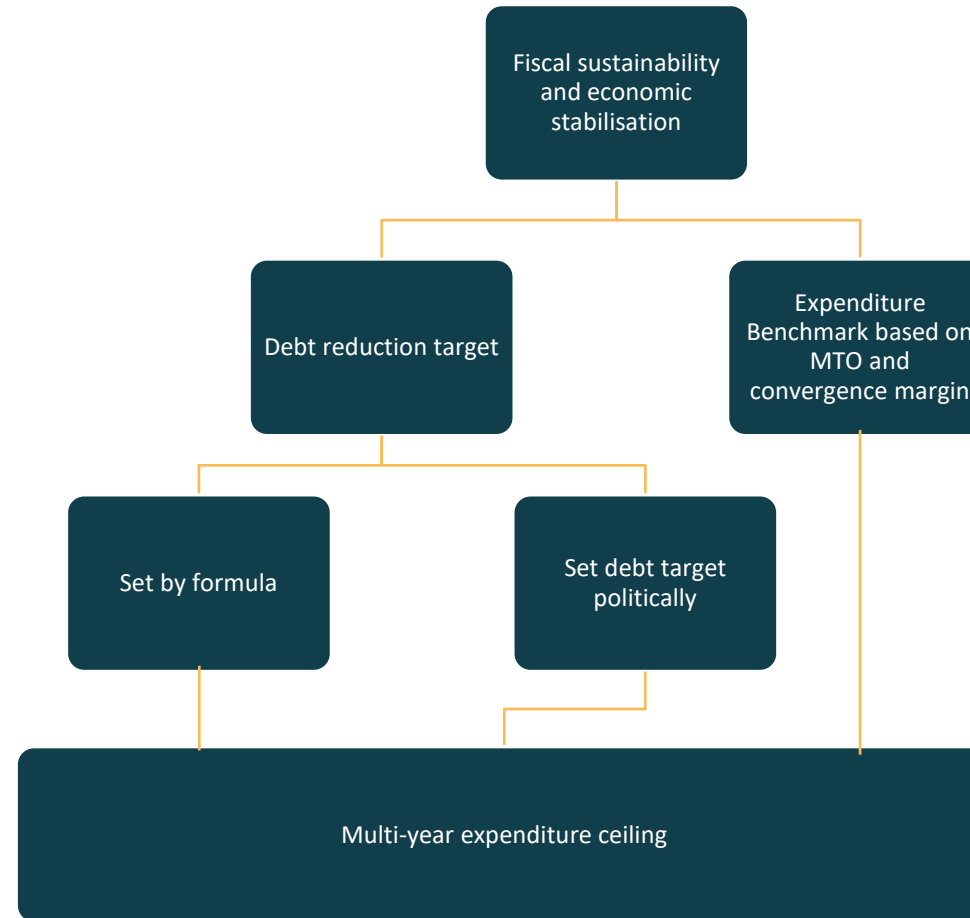 Fiscal sustainability
and economic
stabilisation
Debt reduction target
Expenditure
Benchmark based on
MTO and
convergence margin
Set by formula
Set debt target
politically
Multi-year expenditure ceiling